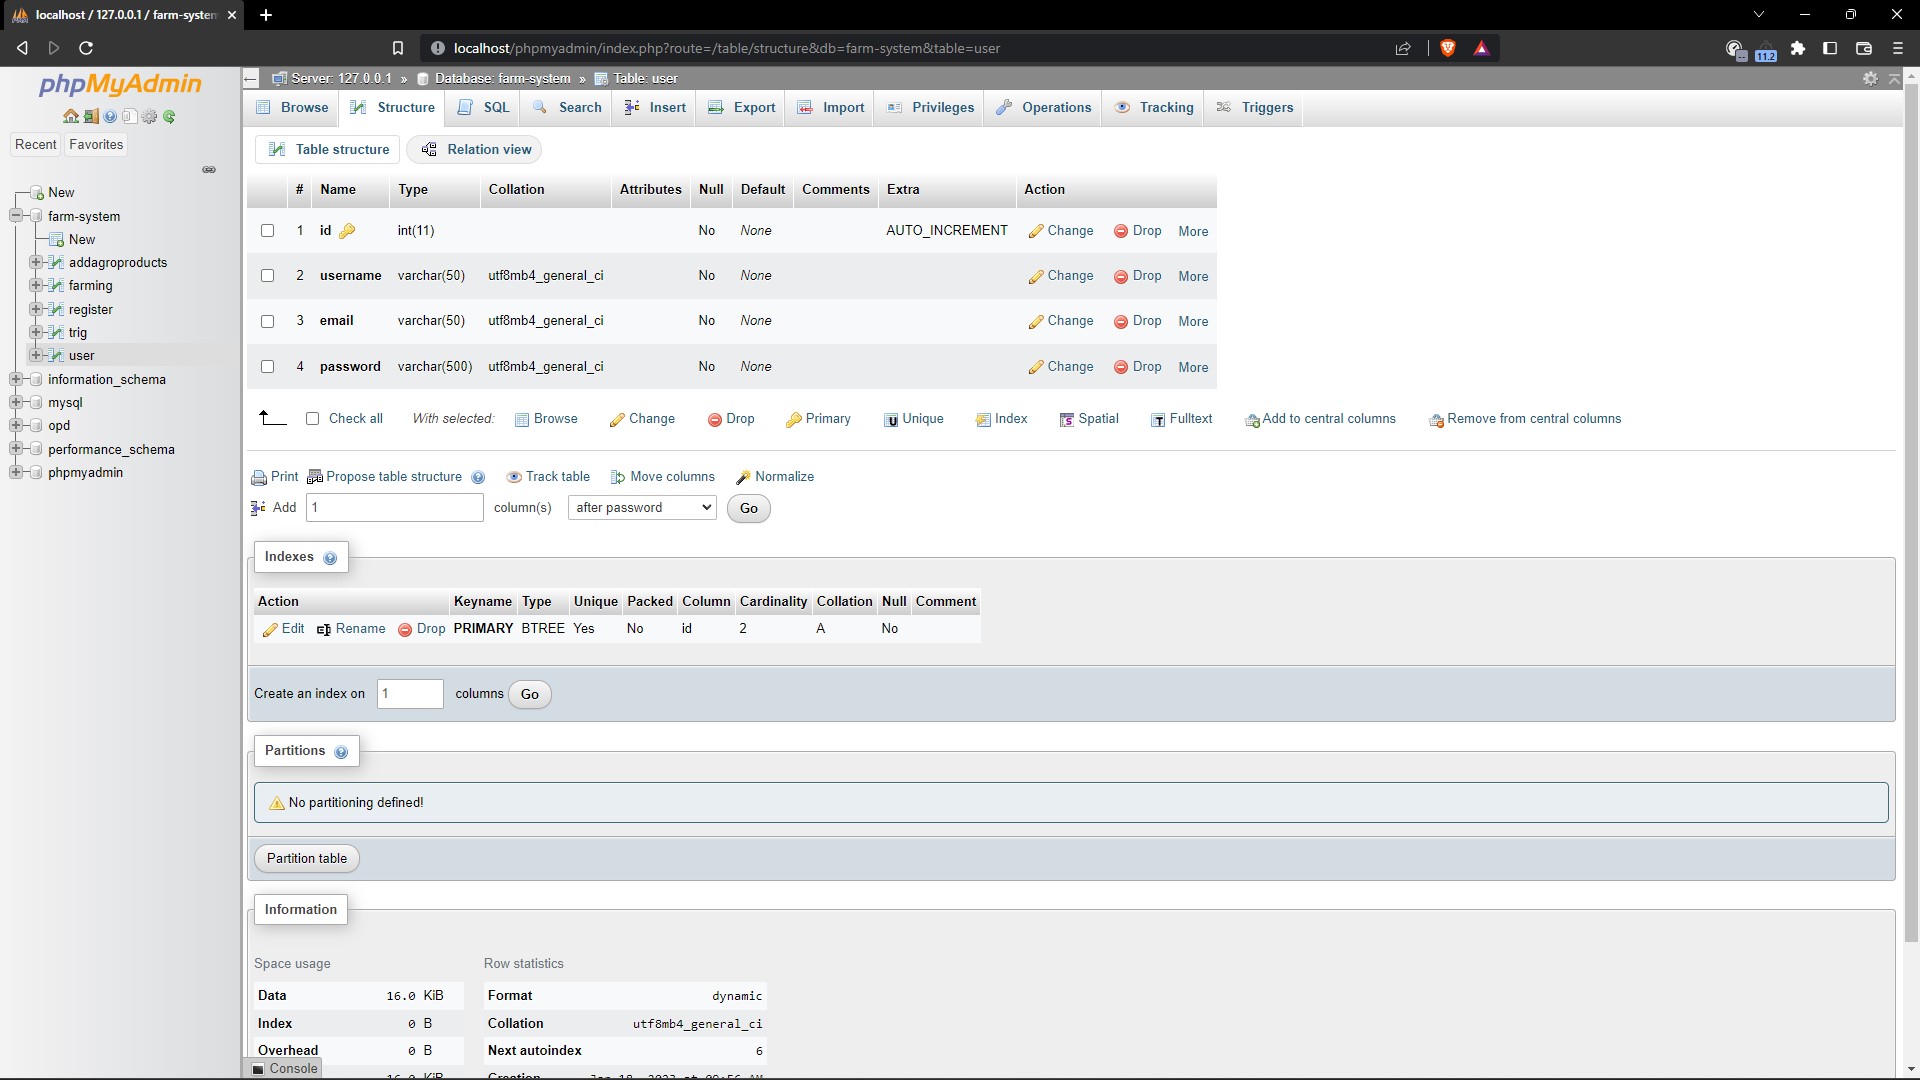 localhost / 127.0.0.1 / farm-system
localhost/phpmyadmin/index.php?route=/table/structure&db=farm-system&table=user
11.2
phpMyAdmin
Recent Favorites
New
farm-system
New
addagroproducts
farming
register
trig
user
information_schema
mysql
opd
performance_schema
phpmyadmin
Server: 127.0.0.1 » Database: farm-system » Table: user
Browse Structure SQL Search Insert Export Import Privileges Operations Tracking Triggers
Table structure Relation view
# Name Type Collation Attributes Null Default Comments Extra Action
1 id int(11) No None AUTO_INCREMENT Change Drop More
2 username varchar(50) utf8mb4_general_ci No None Change Drop More
3 email varchar(50) utf8mb4_general_ci No None Change Drop More
4 password varchar(500) utf8mb4_general_ci No None Change Drop More
Check all With selected: Browse Change Drop Primary Unique Index Spatial Fulltext Add to central columns Remove from central columns
Print Propose table structure Track table Move columns Normalize
Add 1 column(s) after password Go
Indexes
Action Keyname Type Unique Packed Column Cardinality Collation Null Comment
Edit Rename Drop PRIMARY BTREE Yes No id 2 A No
Create an index on 1 columns Go
Partitions
No partitioning defined!
Partition table
Information
Space usage
Data 16.0 KiB
Index 0 B
Overhead 0 B
Row statistics
Format dynamic
Collation utf8mb4_general_ci
Next autoindex 6
Console